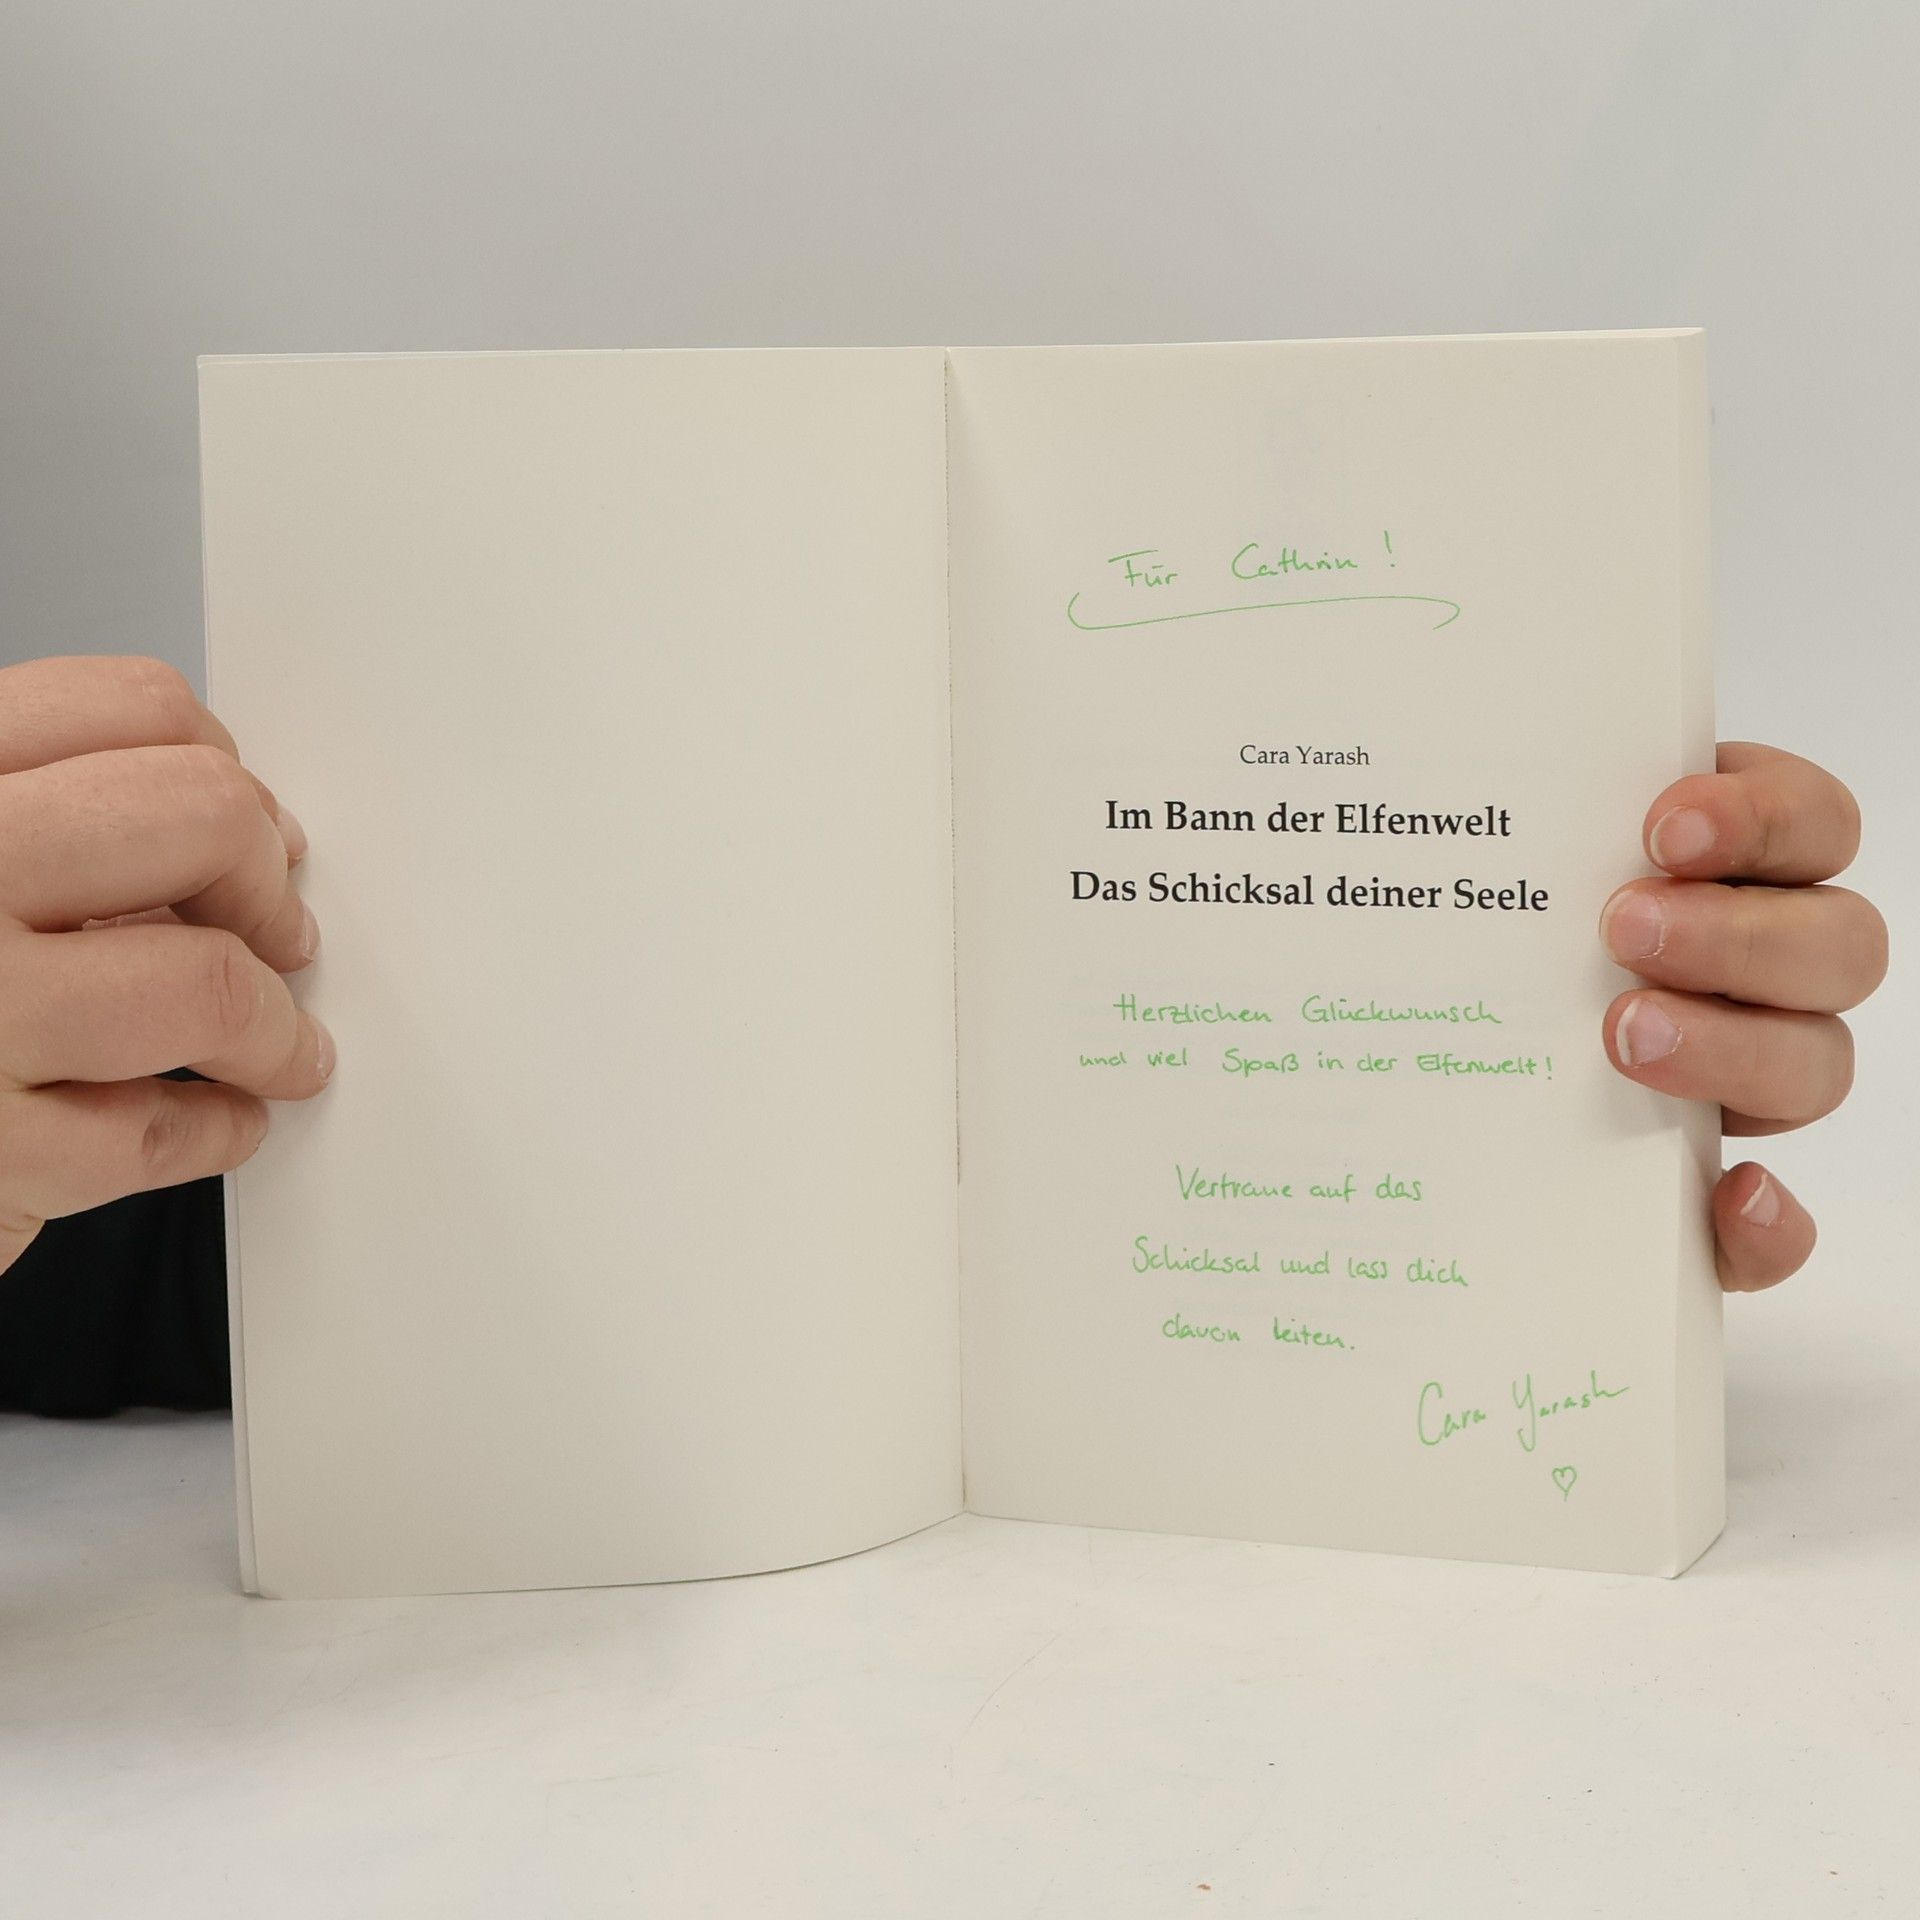 Für Cathrin!
Cara Yarash
Im Bann der Elfenwelt
Das Schicksal deiner Seele
Herzlichen Glückwunsch
und viel Spaß in der Elfenwelt!
Vertraue auf das
Schicksal und lass dich
davon leiten.
Cara Yarash